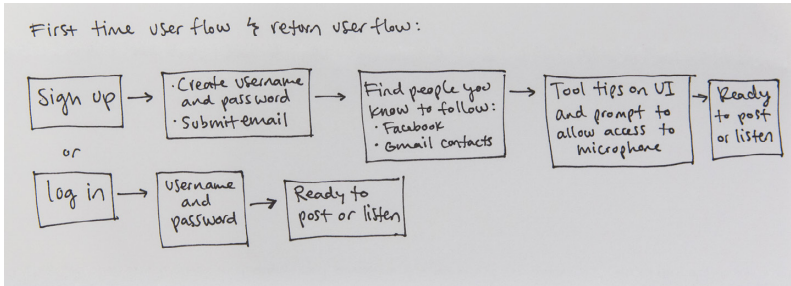 First time user flow & return user flow:
Sign up
• Create username
and password
• Submit email
Find people you
know to follow:
• Facebook
• Gmail contacts
Tool tips on UI
and prompt to
allow access to
microphone
Ready
to post
or listen
or
log in
username
and
password
Ready to
post or listen